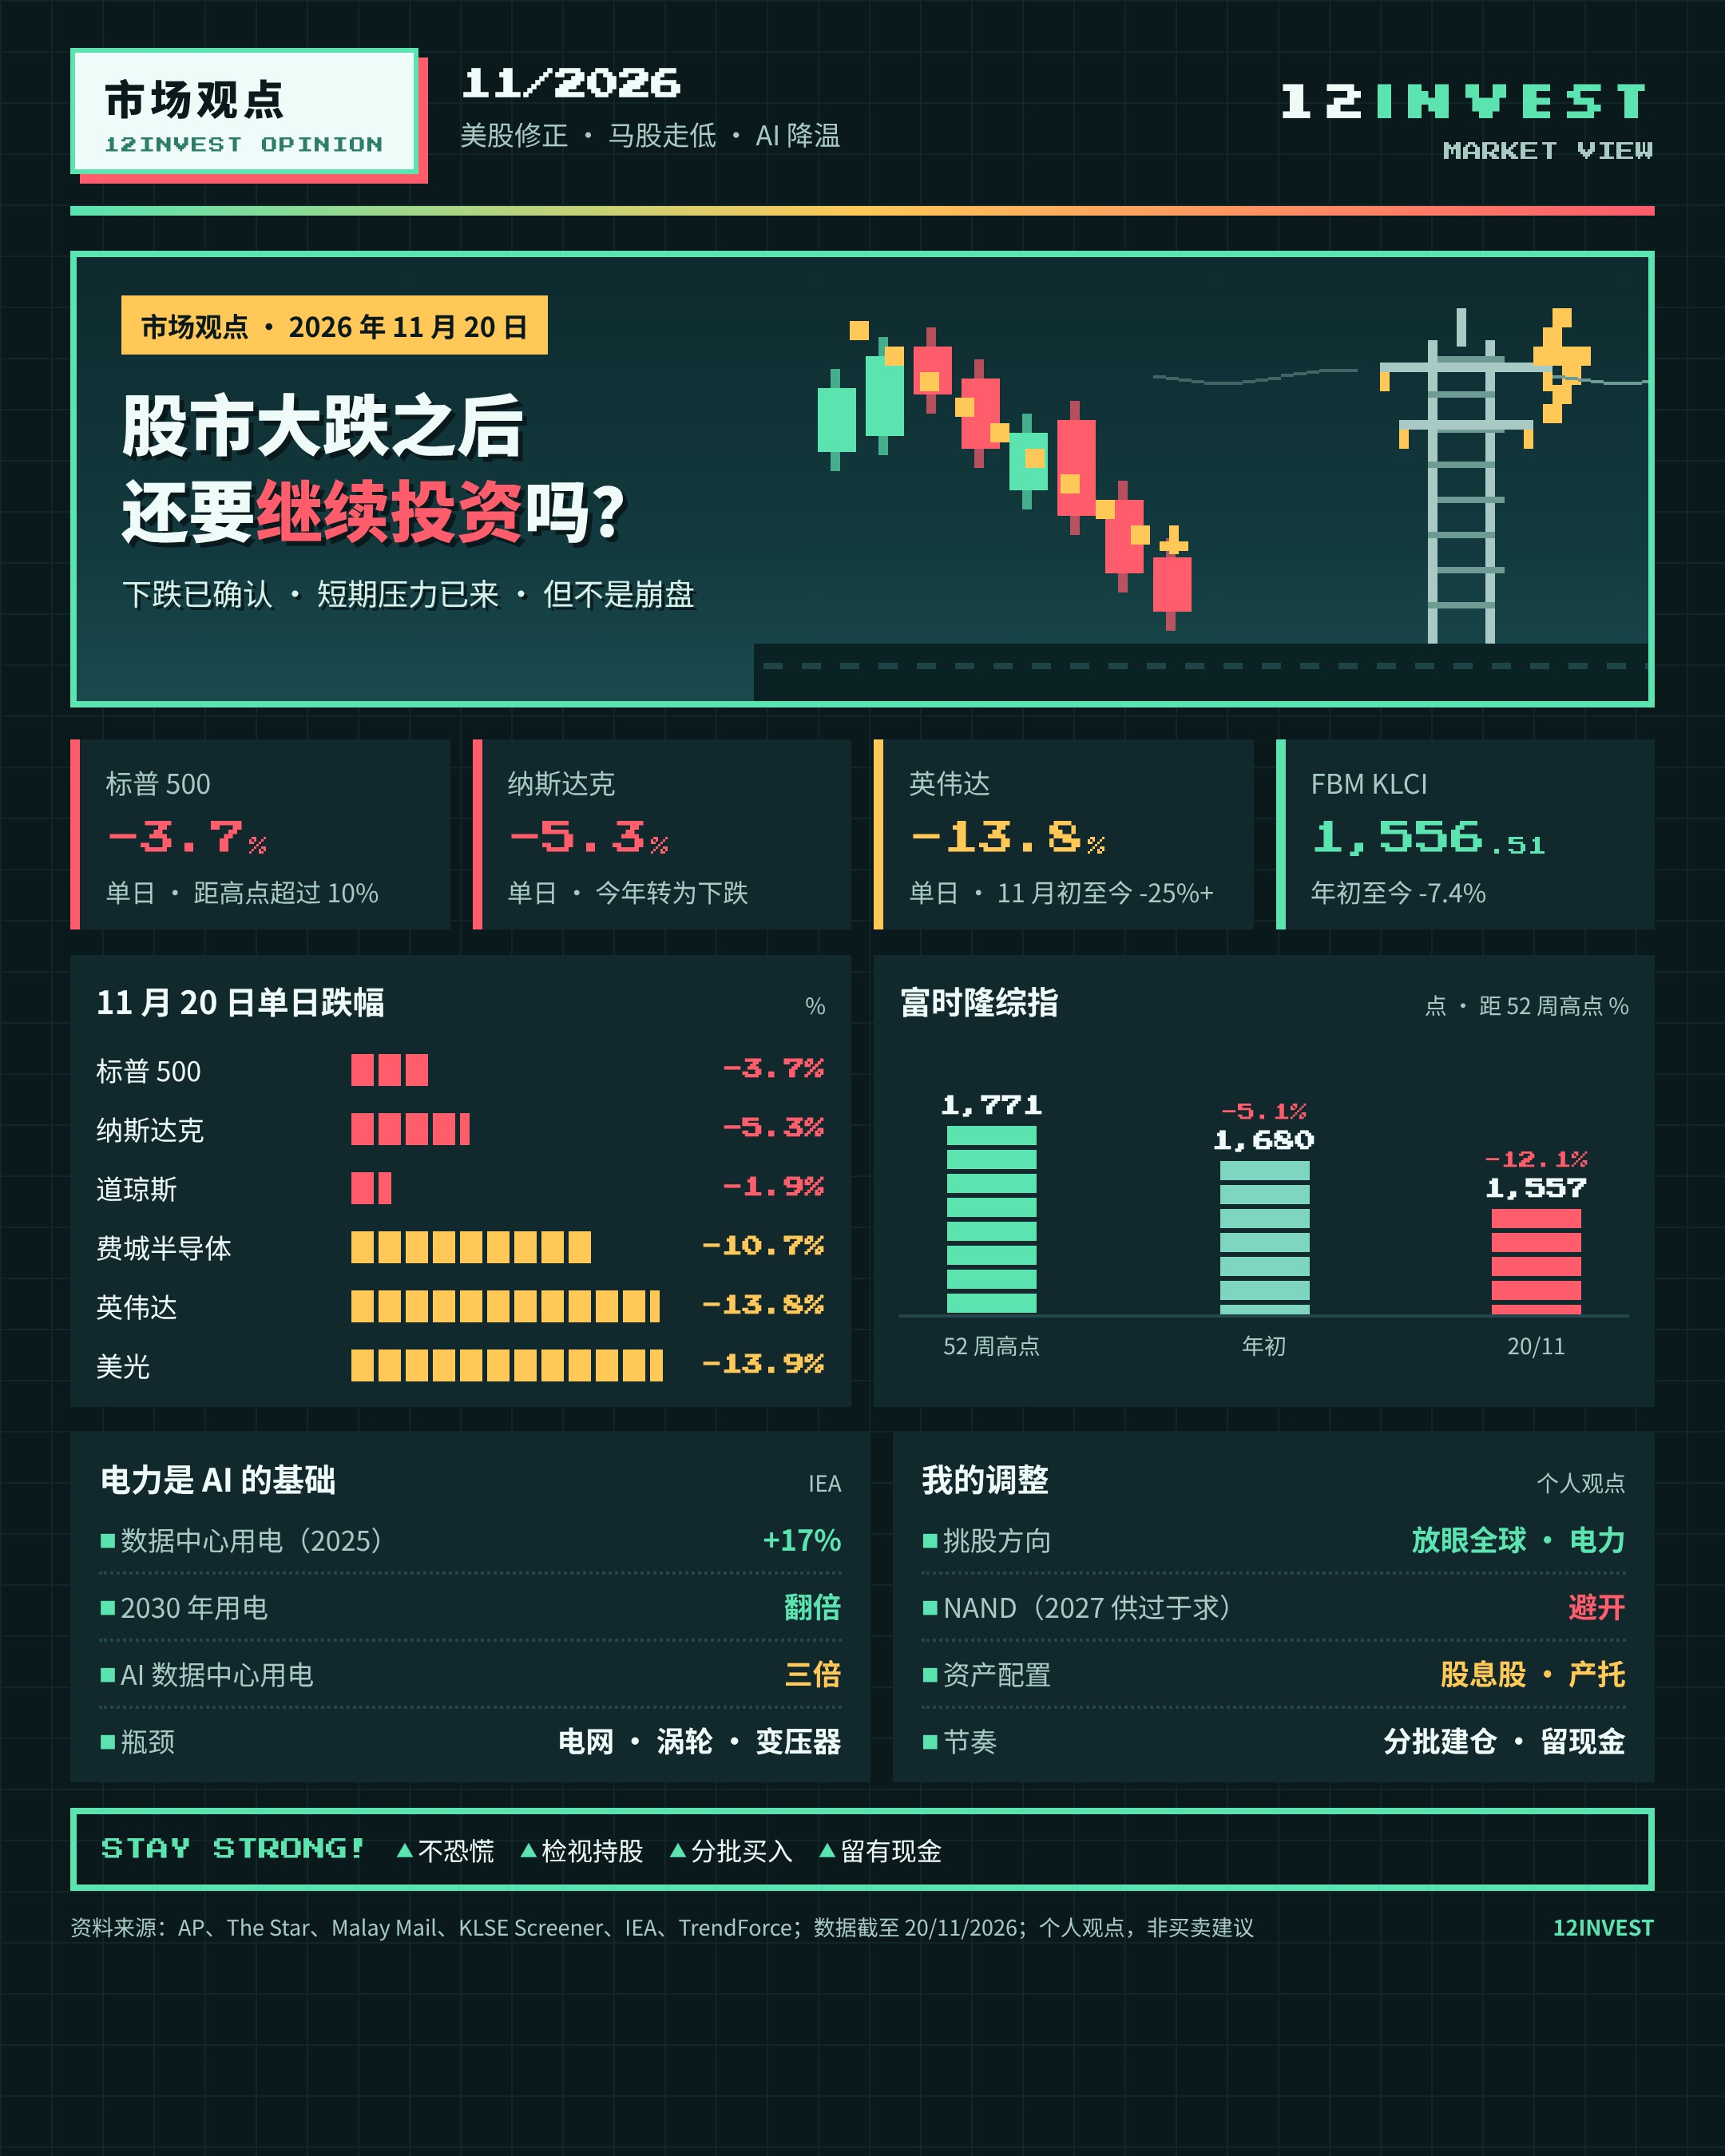 市场观点
12INVEST OPINION
11/2026
美股修正 · 马股走低 · AI 降温
12INVEST
MARKET VIEW
市场观点 · 2026 年 11 月 20 日
股市大跌之后
还要继续投资吗?
下跌已确认 · 短期压力已来 · 但不是崩盘
标普 500
-3.7%
单日 · 距高点超过 10%
纳斯达克
-5.3%
单日 · 今年转为下跌
英伟达
-13.8%
单日 · 11 月初至今 -25%+
FBM KLCI
1,556.51
年初至今 -7.4%
11 月 20 日单日跌幅 %
标普 500 -3.7%
纳斯达克 -5.3%
道琼斯 -1.9%
费城半导体 -10.7%
英伟达 -13.8%
美光 -13.9%
富时隆综指 点 · 距 52 周高点 %
1,771
52 周高点
-5.1%
1,680
年初
-12.1%
1,557
20/11
电力是 AI 的基础 IEA
数据中心用电（2025） +17%
2030 年用电 翻倍
AI 数据中心用电 三倍
瓶颈 电网 · 涡轮 · 变压器
我的调整 个人观点
挑股方向 放眼全球 · 电力
NAND（2027 供过于求） 避开
资产配置 股息股 · 产托
节奏 分批建仓 · 留现金
STAY STRONG! ▲不恐慌 ▲检视持股 ▲分批买入 ▲留有现金
资料来源：AP、The Star、Malay Mail、KLSE Screener、IEA、TrendForce；数据截至 20/11/2026；个人观点，非买卖建议 12INVEST